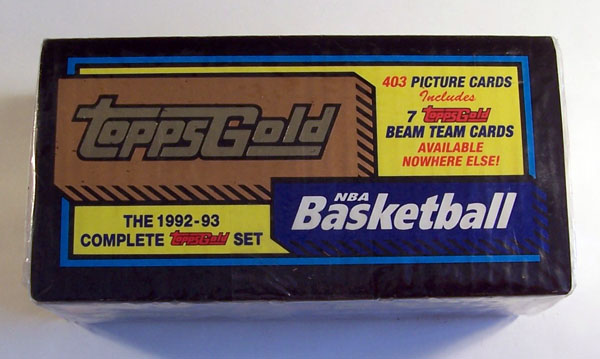 ToppsGold
403 PICTURE CARDS
Includes
7 ToppsGold
BEAM TEAM CARDS
AVAILABLE
NOWHERE ELSE!
THE 1992-93
COMPLETE ToppsGold SET
NBA
Basketball